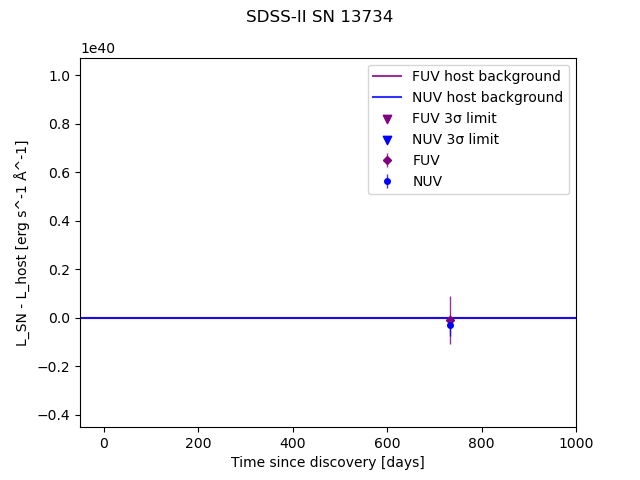 SDSS-II SN 13734
1e40
FUV host background
NUV host background
FUV 3σ limit
NUV 3σ limit
FUV
NUV
1.0
0.8
0.6
0.4
0.2
0.0
−0.2
−0.4
L_SN - L_host [erg s^-1 Å^-1]
0 200 400 600 800 1000
Time since discovery [days]